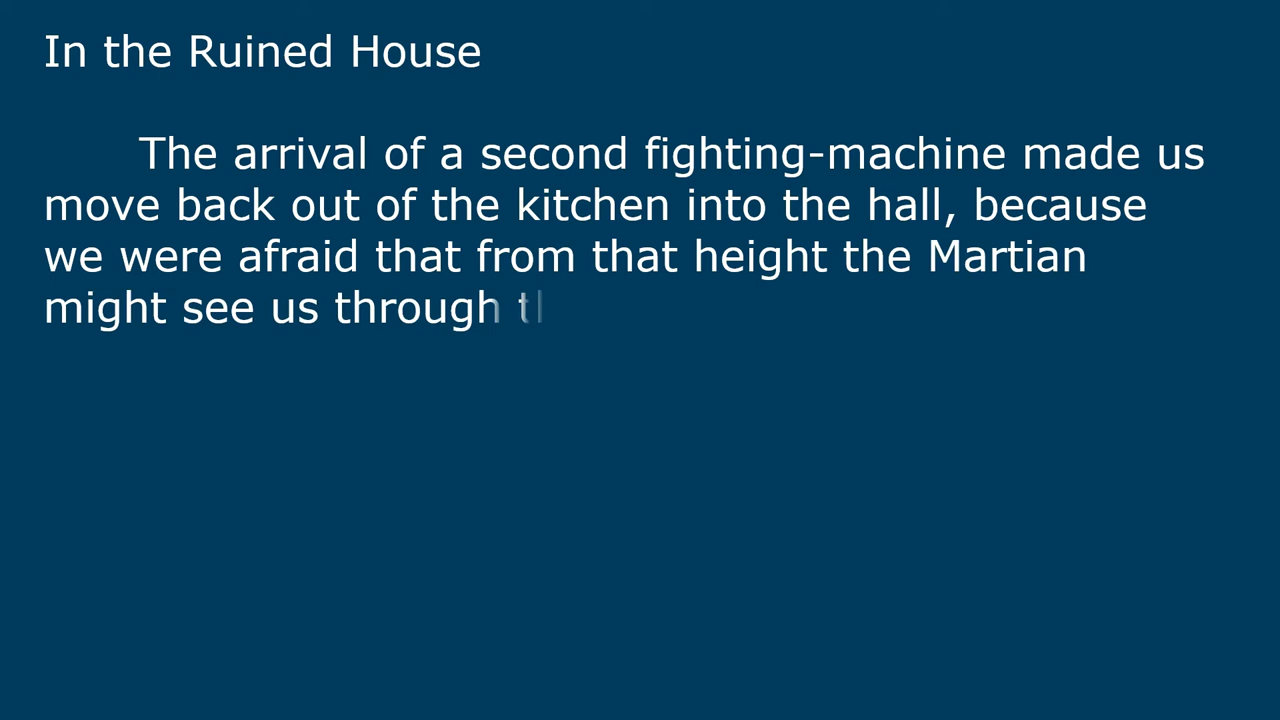 In the Ruined House
The arrival of a second fighting-machine made us
move back out of the kitchen into the hall, because
we were afraid that from that height the Martian
might see us through